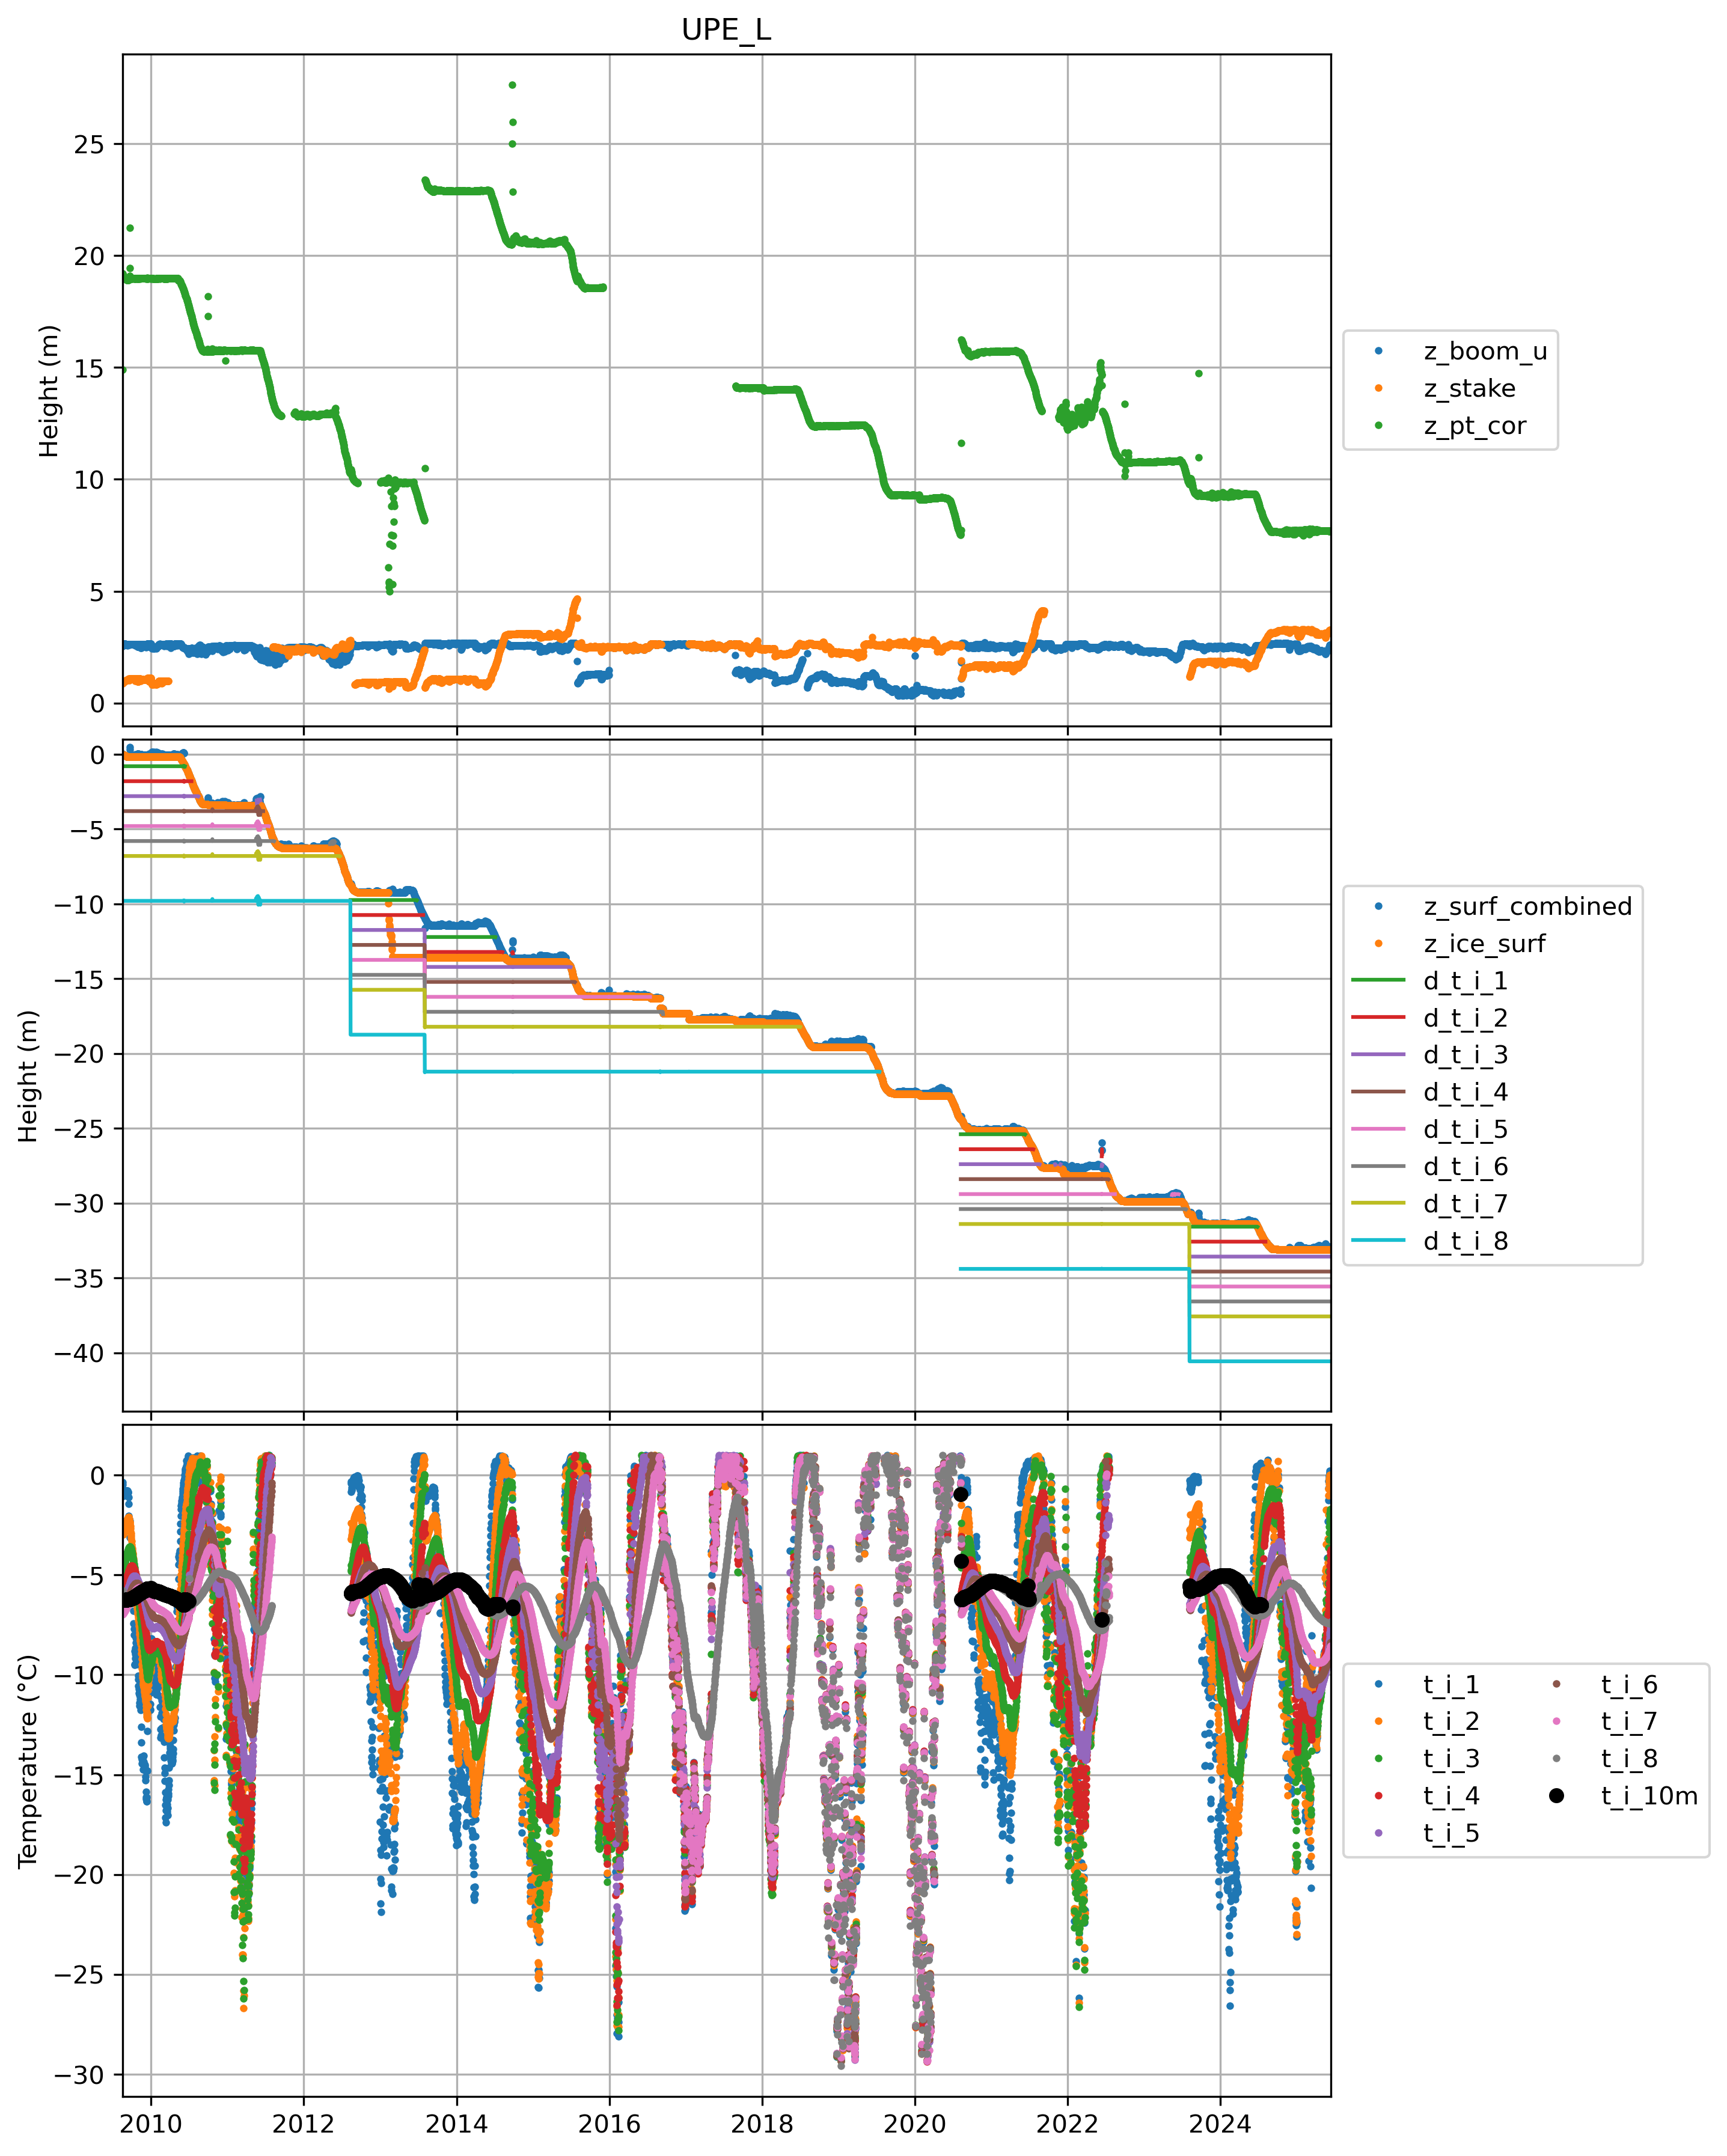 UPE_L
Height (m)
25
20
15
10
5
0
z_boom_u
z_stake
z_pt_cor
Height (m)
0
−5
−10
−15
−20
−25
−30
−35
−40
z_surf_combined
z_ice_surf
d_t_i_1
d_t_i_2
d_t_i_3
d_t_i_4
d_t_i_5
d_t_i_6
d_t_i_7
d_t_i_8
Temperature (°C)
0
−5
−10
−15
−20
−25
−30
t_i_1
t_i_2
t_i_3
t_i_4
t_i_5
t_i_6
t_i_7
t_i_8
t_i_10m
2010 2012 2014 2016 2018 2020 2022 2024